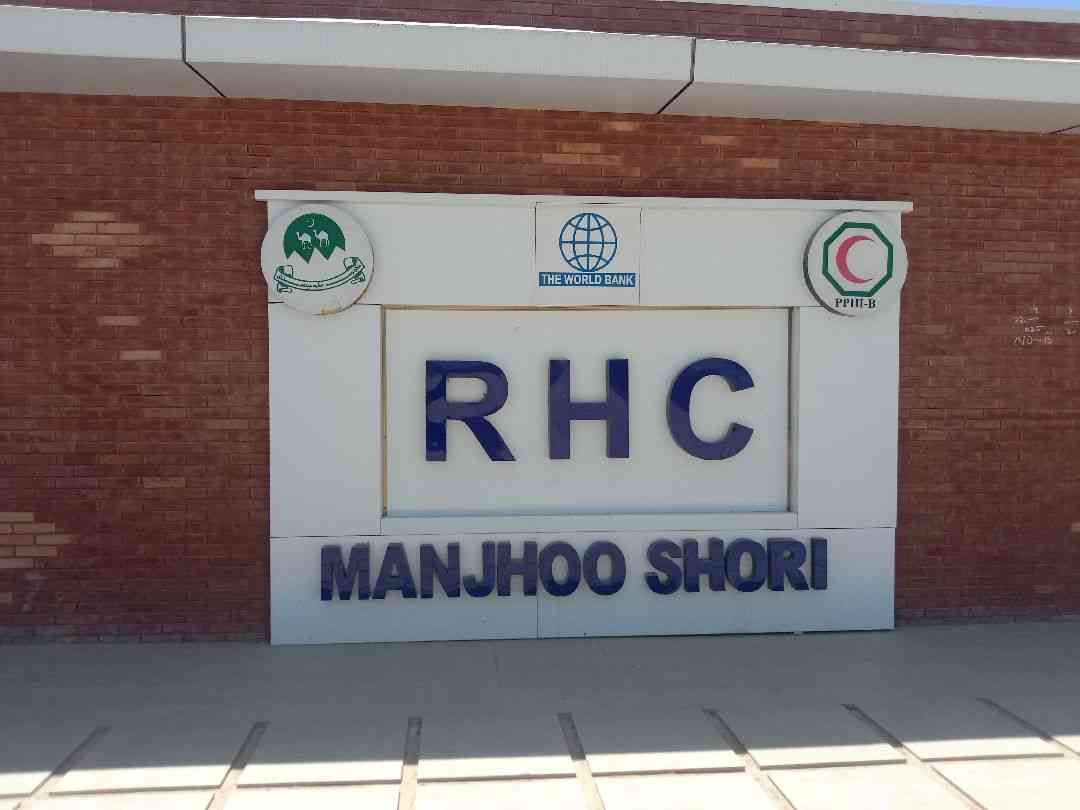 THE WORLD BANK
PPHI-B
RHC
MANJHOO SHORI